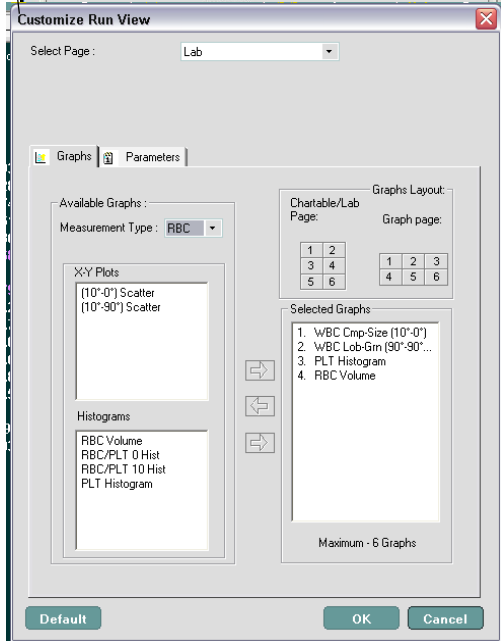 Customize Run View
Select Page :
Lab
Graphs
Parameters
Available Graphs :
Measurement Type : RBC
X-Y Plots
(10°-0°) Scatter
(10°-90°) Scatter
Histograms
RBC Volume
RBC/PLT 0 Hist
RBC/PLT 10 Hist
PLT Histogram
Graphs Layout:
Chartable/Lab
Page:
Graph page:
1 2
3 4
5 6
1 2 3
4 5 6
Selected Graphs
1. WBC Cmp-Size (10°-0°)
2. WBC Lob-Grn (90°-90°...
3. PLT Histogram
4. RBC Volume
Maximum - 6 Graphs
Default
OK
Cancel